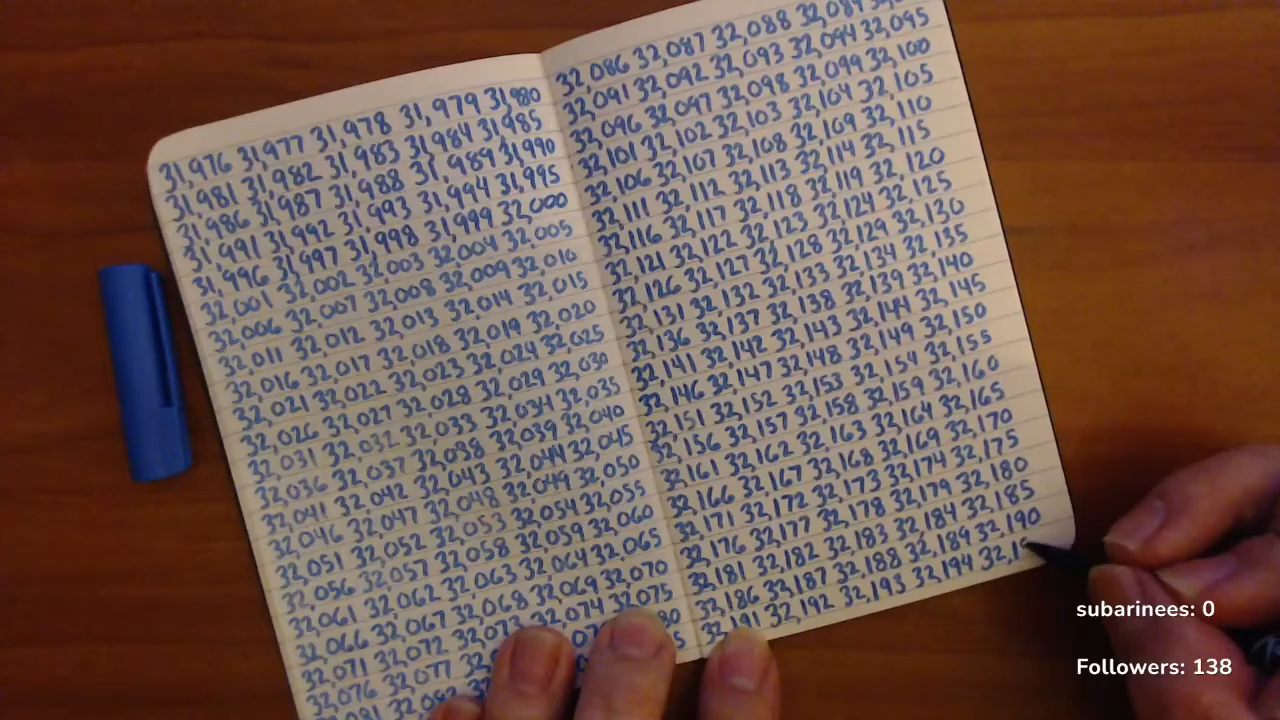 31,976 31,977 31,978 31,979 31,980
31,981 31,982 31,983 31,984 31,985
31,986 31,987 31,988 31,989 31,990
31,991 31,992 31,993 31,994 31,995
31,996 31,997 31,998 31,999 32,000
32,001 32,002 32,003 32,004 32,005
32,006 32,007 32,008 32,009 32,010
32,011 32,012 32,013 32,014 32,015
32,016 32,017 32,018 32,019 32,020
32,021 32,022 32,023 32,024 32,025
32,026 32,027 32,028 32,029 32,030
32,031 32,032 32,033 32,034 32,035
32,036 32,037 32,038 32,039 32,040
32,041 32,042 32,043 32,044 32,045
32,046 32,047 32,048 32,049 32,050
32,051 32,052 32,053 32,054 32,055
32,056 32,057 32,058 32,059 32,060
32,061 32,062 32,063 32,064 32,065
32,066 32,067 32,068 32,069 32,070
32,071 32,072 32,073 32,074 32,075
32,076 32,077
32,086 32,087 32,088 32,089
32,091 32,092 32,093 32,094 32,095
32,096 32,097 32,098 32,099 32,100
32,101 32,102 32,103 32,104 32,105
32,106 32,107 32,108 32,109 32,110
32,111 32,112 32,113 32,114 32,115
32,116 32,117 32,118 32,119 32,120
32,121 32,122 32,123 32,124 32,125
32,126 32,127 32,128 32,129 32,130
32,131 32,132 32,133 32,134 32,135
32,136 32,137 32,138 32,139 32,140
32,141 32,142 32,143 32,144 32,145
32,146 32,147 32,148 32,149 32,150
32,151 32,152 32,153 32,154 32,155
32,156 32,157 32,158 32,159 32,160
32,161 32,162 32,163 32,164 32,165
32,166 32,167 32,168 32,169 32,170
32,171 32,172 32,173 32,174 32,175
32,176 32,177 32,178 32,179 32,180
32,181 32,182 32,183 32,184 32,185
32,186 32,187 32,188 32,189 32,190
32,191 32,192 32,193 32,194
subarinees: 0
Followers: 138